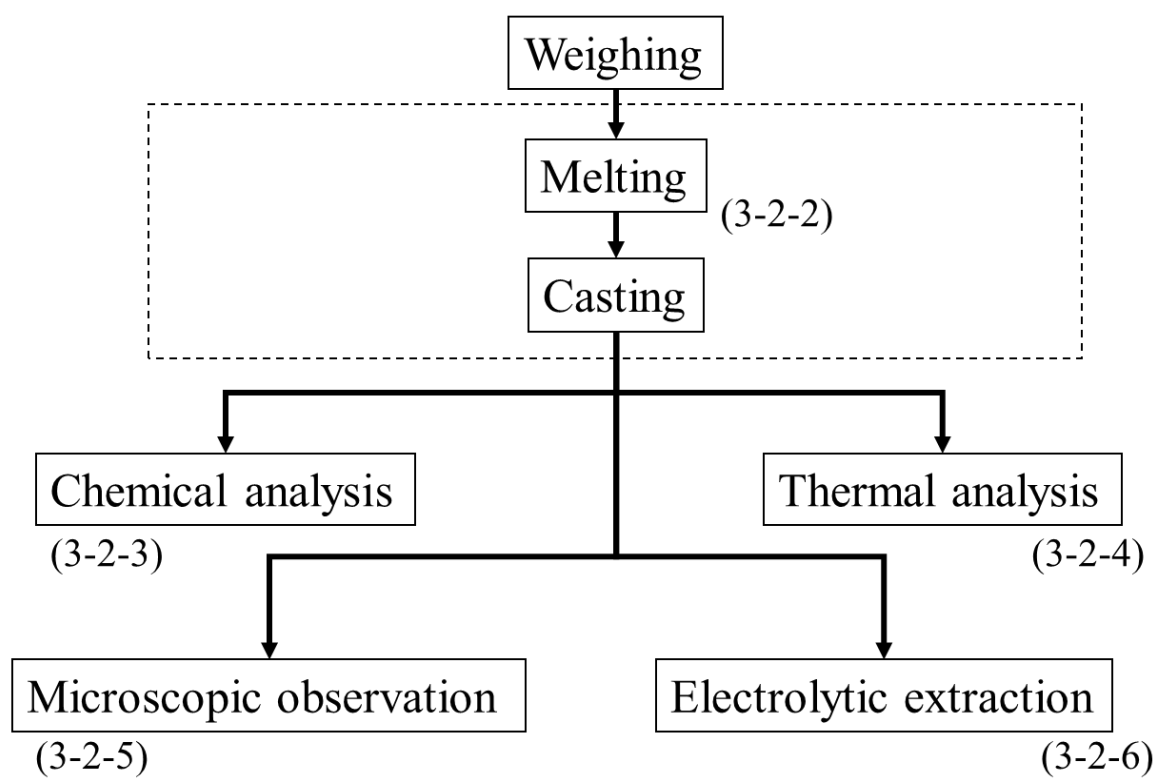 Weighing
Melting
(3-2-2)
Casting
Chemical analysis
Thermal analysis
(3-2-3)
(3-2-4)
Microscopic observation
Electrolytic extraction
(3-2-5)
(3-2-6)